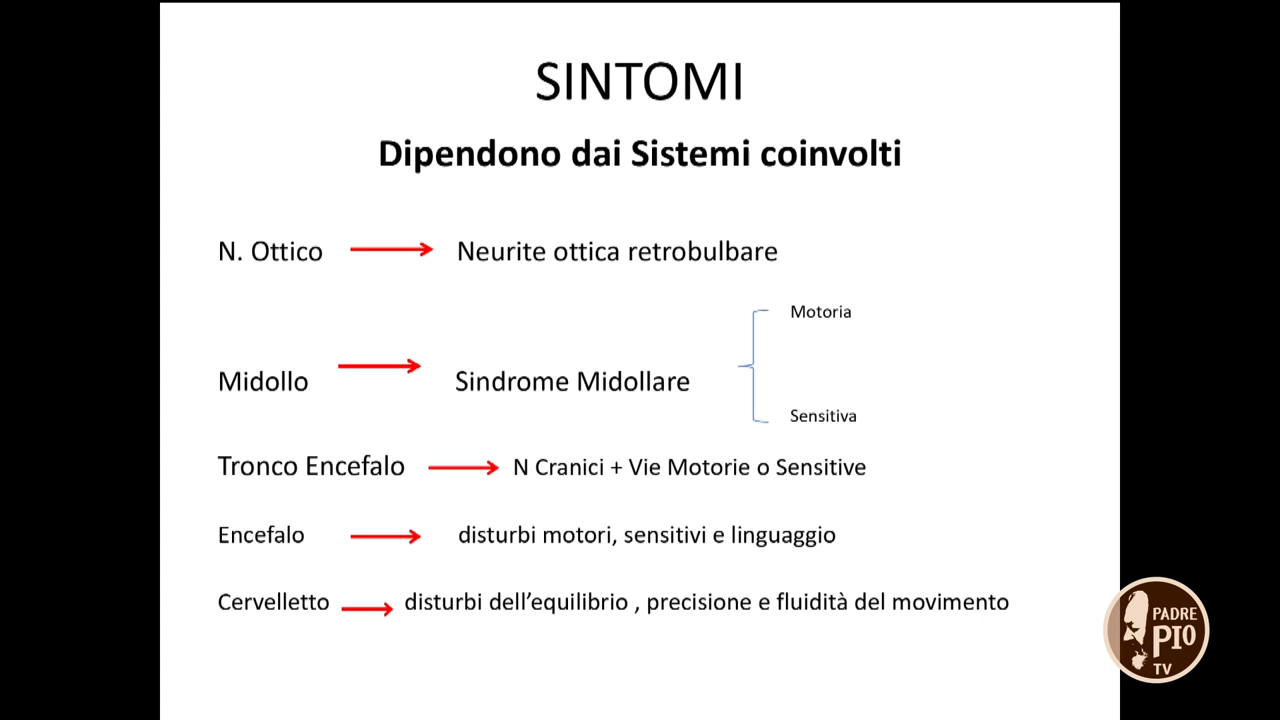 SINTOMI
Dipendono dai Sistemi coinvolti
N. Ottico Neurite ottica retrobulbare
Motoria
Midollo Sindrome Midollare
Sensitiva
Tronco Encefalo N Cranici + Vie Motorie o Sensitive
Encefalo disturbi motori, sensitivi e linguaggio
Cervelletto disturbi dell’equilibrio , precisione e fluidità del movimento
PADRE
PIO
TV